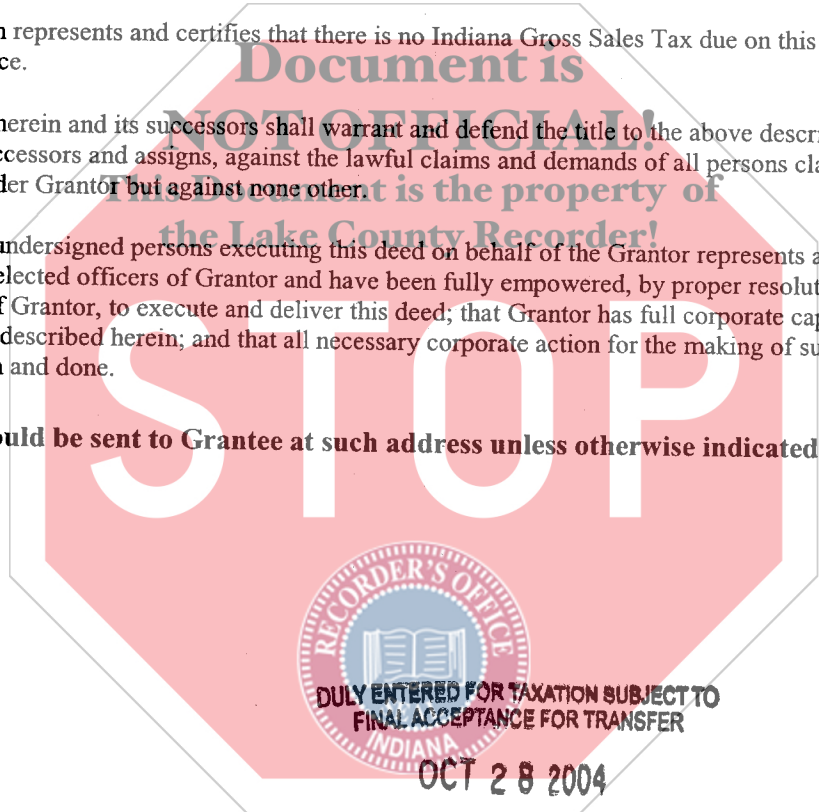 represents and certifies that there is no Indiana Gross Sales Tax due on this
ce.
Document is
NOT OFFICIAL!
herein and its successors shall warrant and defend the title to the above descri
ccessors and assigns, against the lawful claims and demands of all persons cla
der Grantor but against none other.
This Document is the property of
the Lake County Recorder!
undersigned persons executing this deed on behalf of the Grantor represents a
elected officers of Grantor and have been fully empowered, by proper resolut
f Grantor, to execute and deliver this deed; that Grantor has full corporate cap
described herein; and that all necessary corporate action for the making of su
and done.
STOP
ould be sent to Grantee at such address unless otherwise indicated
RECORDER'S OFFICE
DULY ENTERED FOR TAXATION SUBJECT TO
FINAL ACCEPTANCE FOR TRANSFER
INDIANA
OCT 28 2004